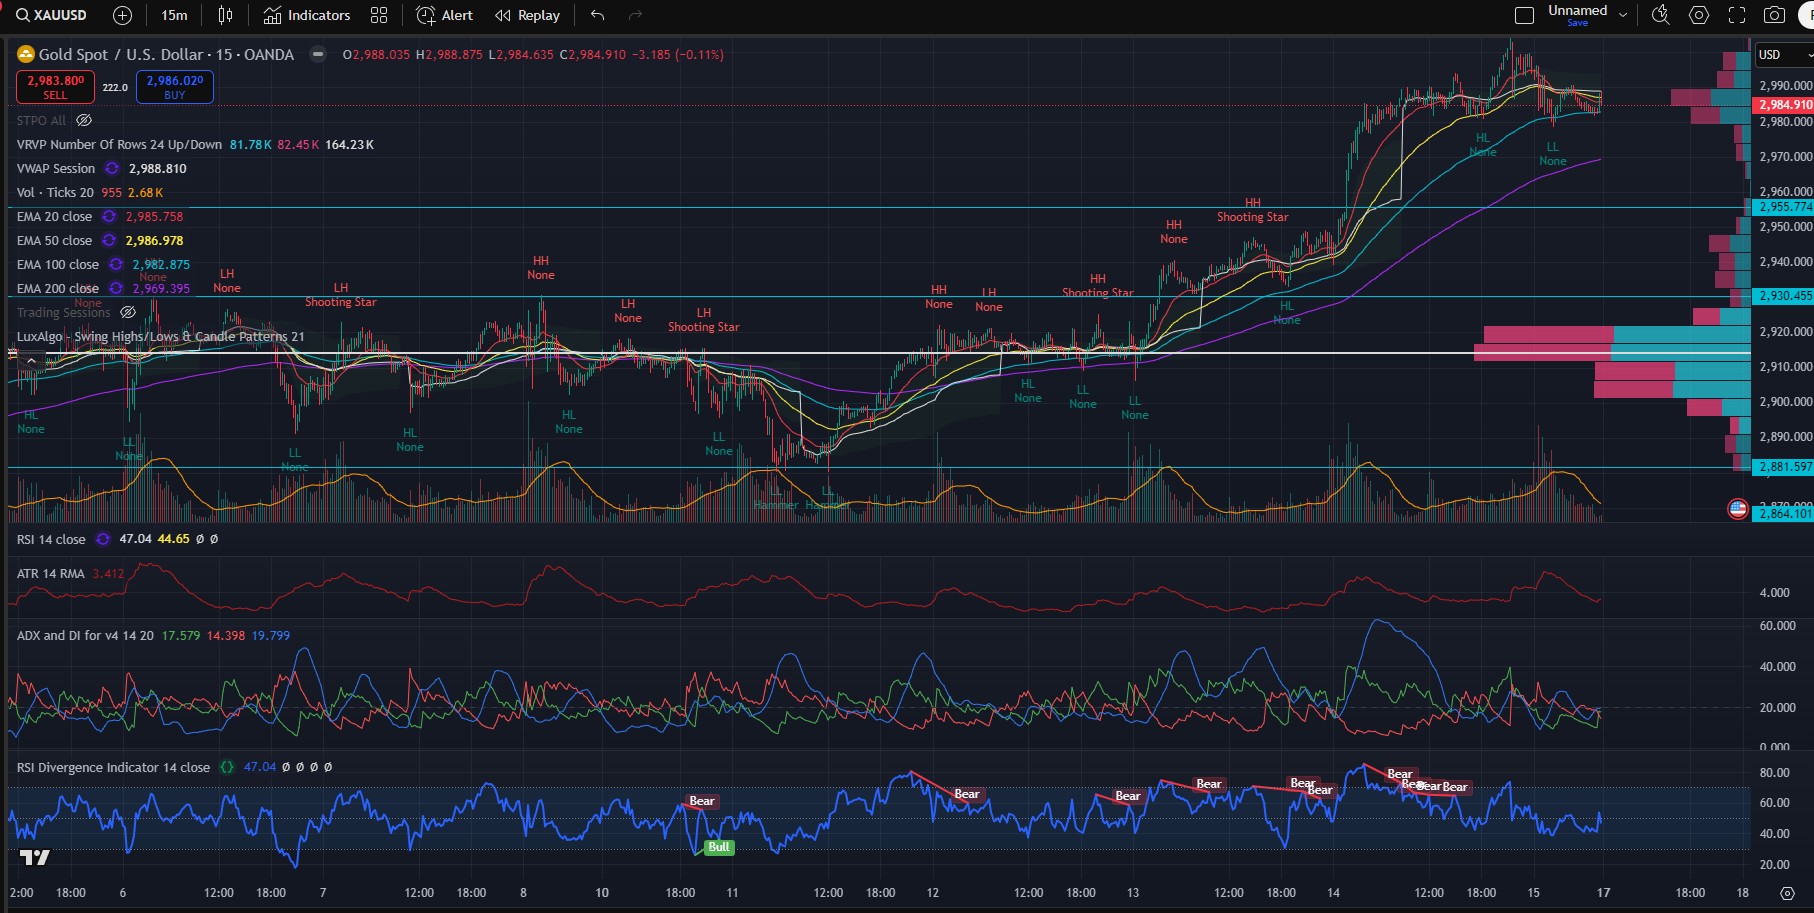 XAUUSD 15m Indicators Alert Replay Unnamed
Save
Gold Spot / U.S. Dollar · 15 · OANDA O2,988.035 H2,988.875 L2,984.635 C2,984.910 −3.185 (−0.11%) USD
2,983.800 222.0 2,986.020
SELL BUY
2,990.000
2,984.910
2,980.000
STPO All
VRVP Number Of Rows 24 Up/Down 81.78K 82.45K 164.23K
HL
None
LL
None
2,970.000
VWAP Session 2,988.810
Vol · Ticks 20 955 2.68K
2,960.000
2,955.774
EMA 20 close 2,985.758
EMA 50 close 2,986.978
HH
Shooting Star
HH
None
2,950.000
2,940.000
EMA 100 close 2,982.875
EMA 200 close 2,969.395
None
None
LH
None
LH
Shooting Star
HH
None
LH
None
LH
Shooting Star
HH
None
LH
None
HH
Shooting Star
HL
None
2,930.455
Trading Sessions
LuxAlgo - Swing Highs/Lows & Candle Patterns 21
2,920.000
2,910.000
2,900.000
2,890.000
HL
None
LL
None
LL
None
HL
None
HL
None
LL
None
LL
Hammer
LL
Hammer
HL
None
LL
None
LL
None
2,881.597
2,870.000
2,864.101
RSI 14 close 47.04 44.65 Ø Ø
ATR 14 RMA 3.412
4.000
ADX and DI for v4 14 20 17.579 14.398 19.799
60.000
40.000
20.000
0.000
RSI Divergence Indicator 14 close 47.04 Ø Ø Ø Ø
Bear
Bull
Bear
Bear
Bear
Bear
Bear
Bear
Bear
Bear
Bear
80.00
60.00
40.00
20.00
2:00 18:00 6 12:00 18:00 7 12:00 18:00 8 10 18:00 11 12:00 18:00 12 12:00 18:00 13 12:00 18:00 14 12:00 18:00 15 17 18:00 18